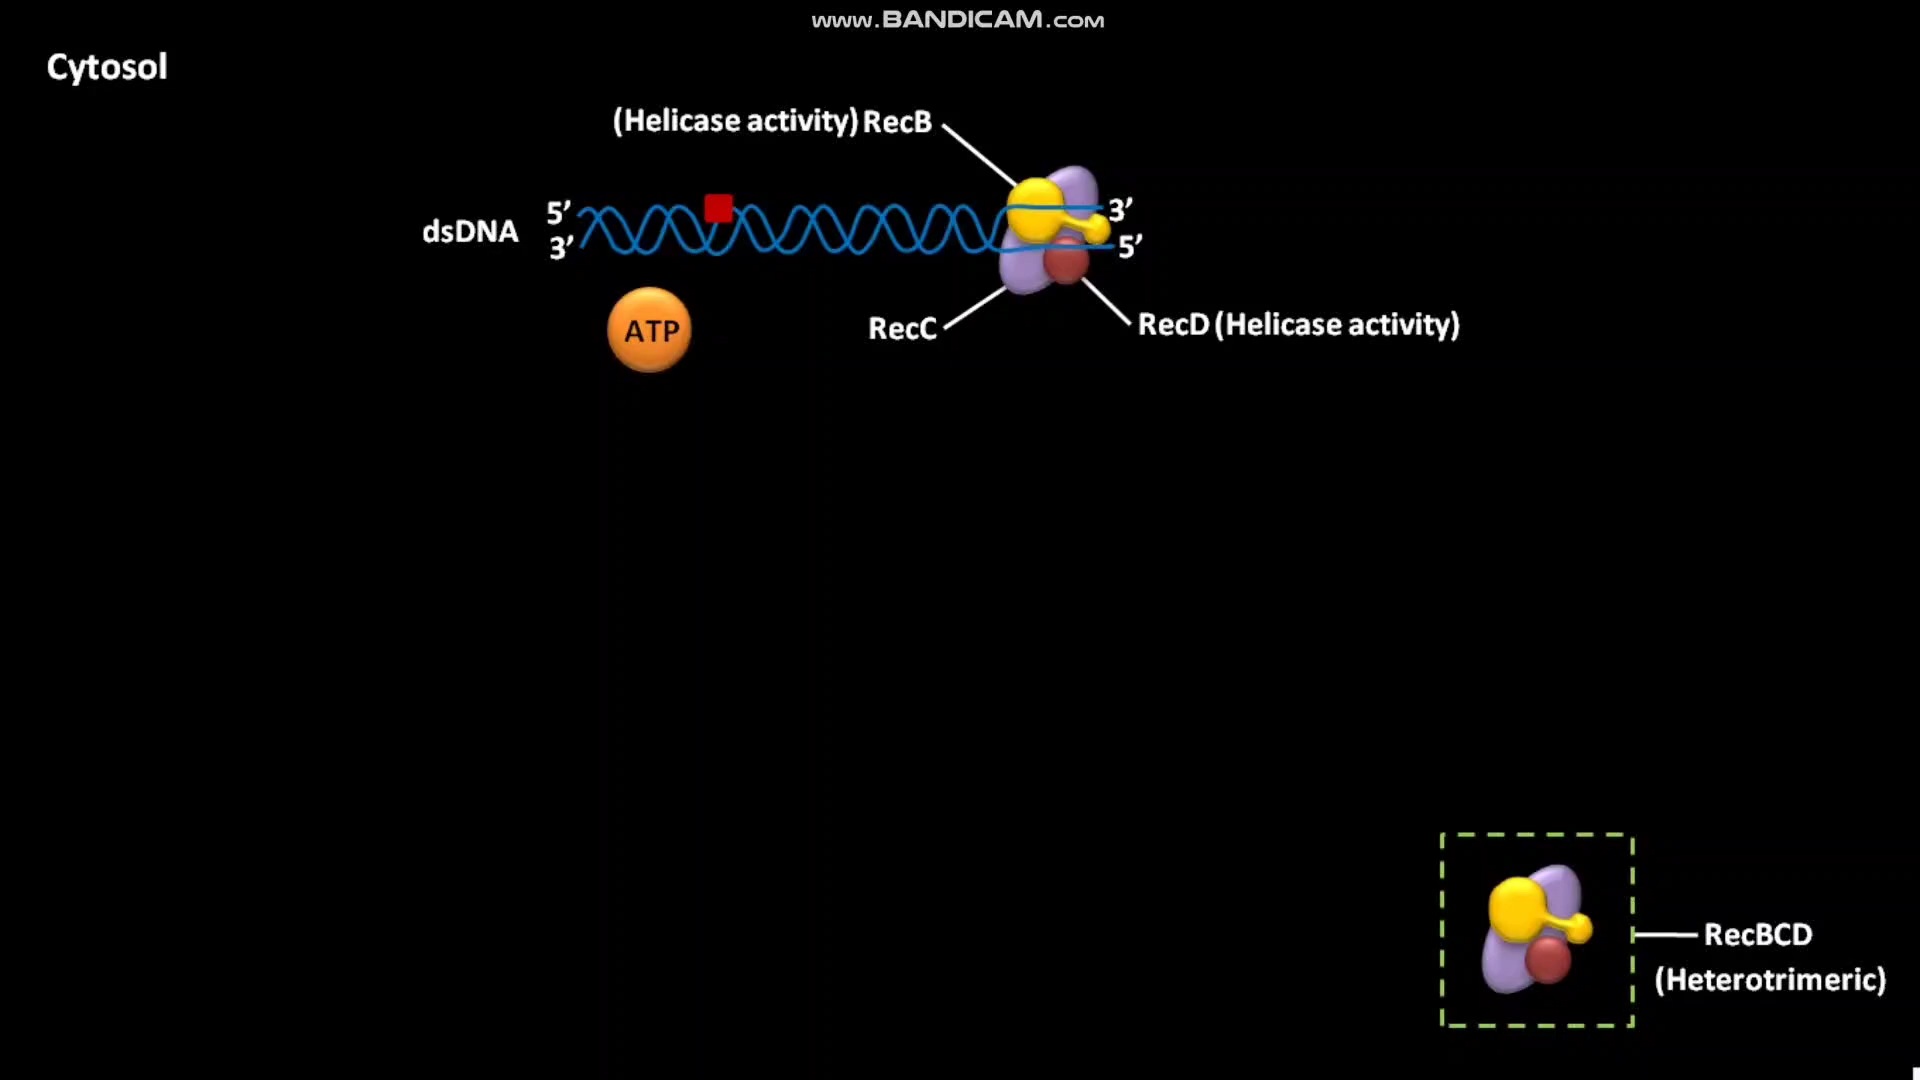 www.BANDICAM.com
Cytosol
(Helicase activity) RecB
5’ 3’
dsDNA
3’ 5’
ATP
RecC
RecD (Helicase activity)
RecBCD
(Heterotrimeric)